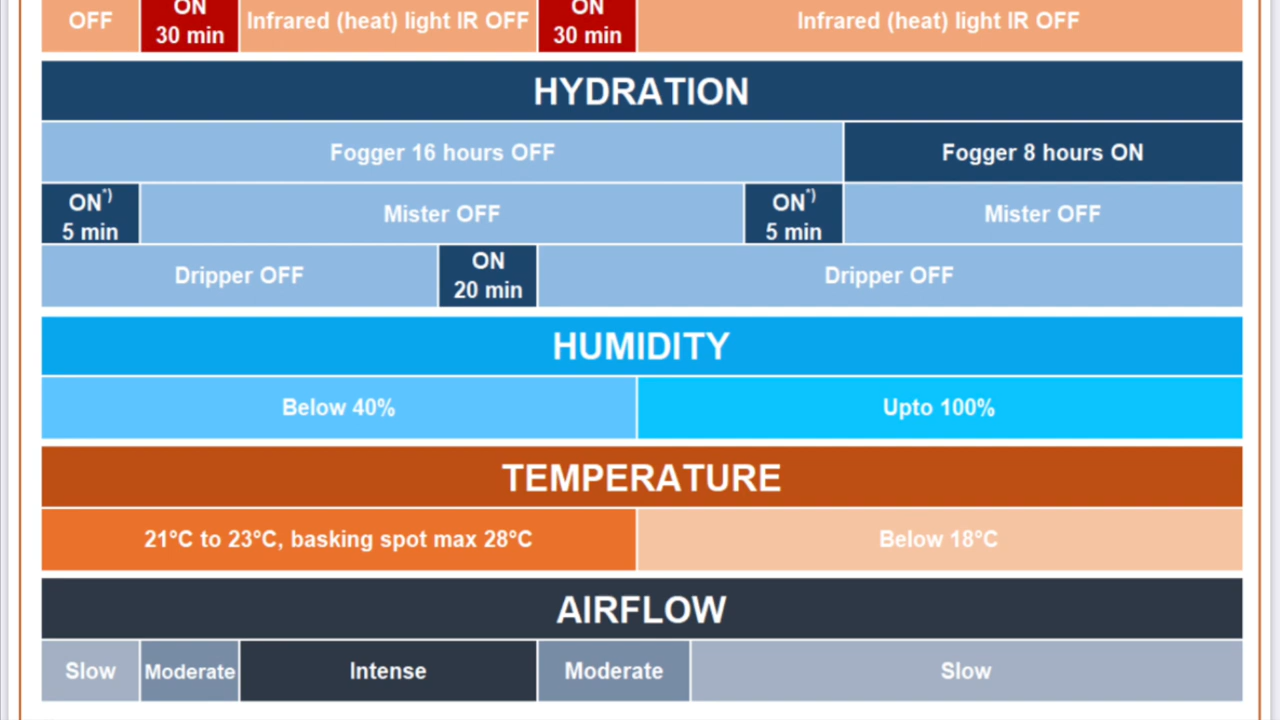 OFF
ON
30 min
Infrared (heat) light IR OFF
ON
30 min
Infrared (heat) light IR OFF
HYDRATION
Fogger 16 hours OFF
Fogger 8 hours ON
ON*)
5 min
Mister OFF
ON*)
5 min
Mister OFF
Dripper OFF
ON
20 min
Dripper OFF
HUMIDITY
Below 40%
Upto 100%
TEMPERATURE
21°C to 23°C, basking spot max 28°C
Below 18°C
AIRFLOW
Slow
Moderate
Intense
Moderate
Slow